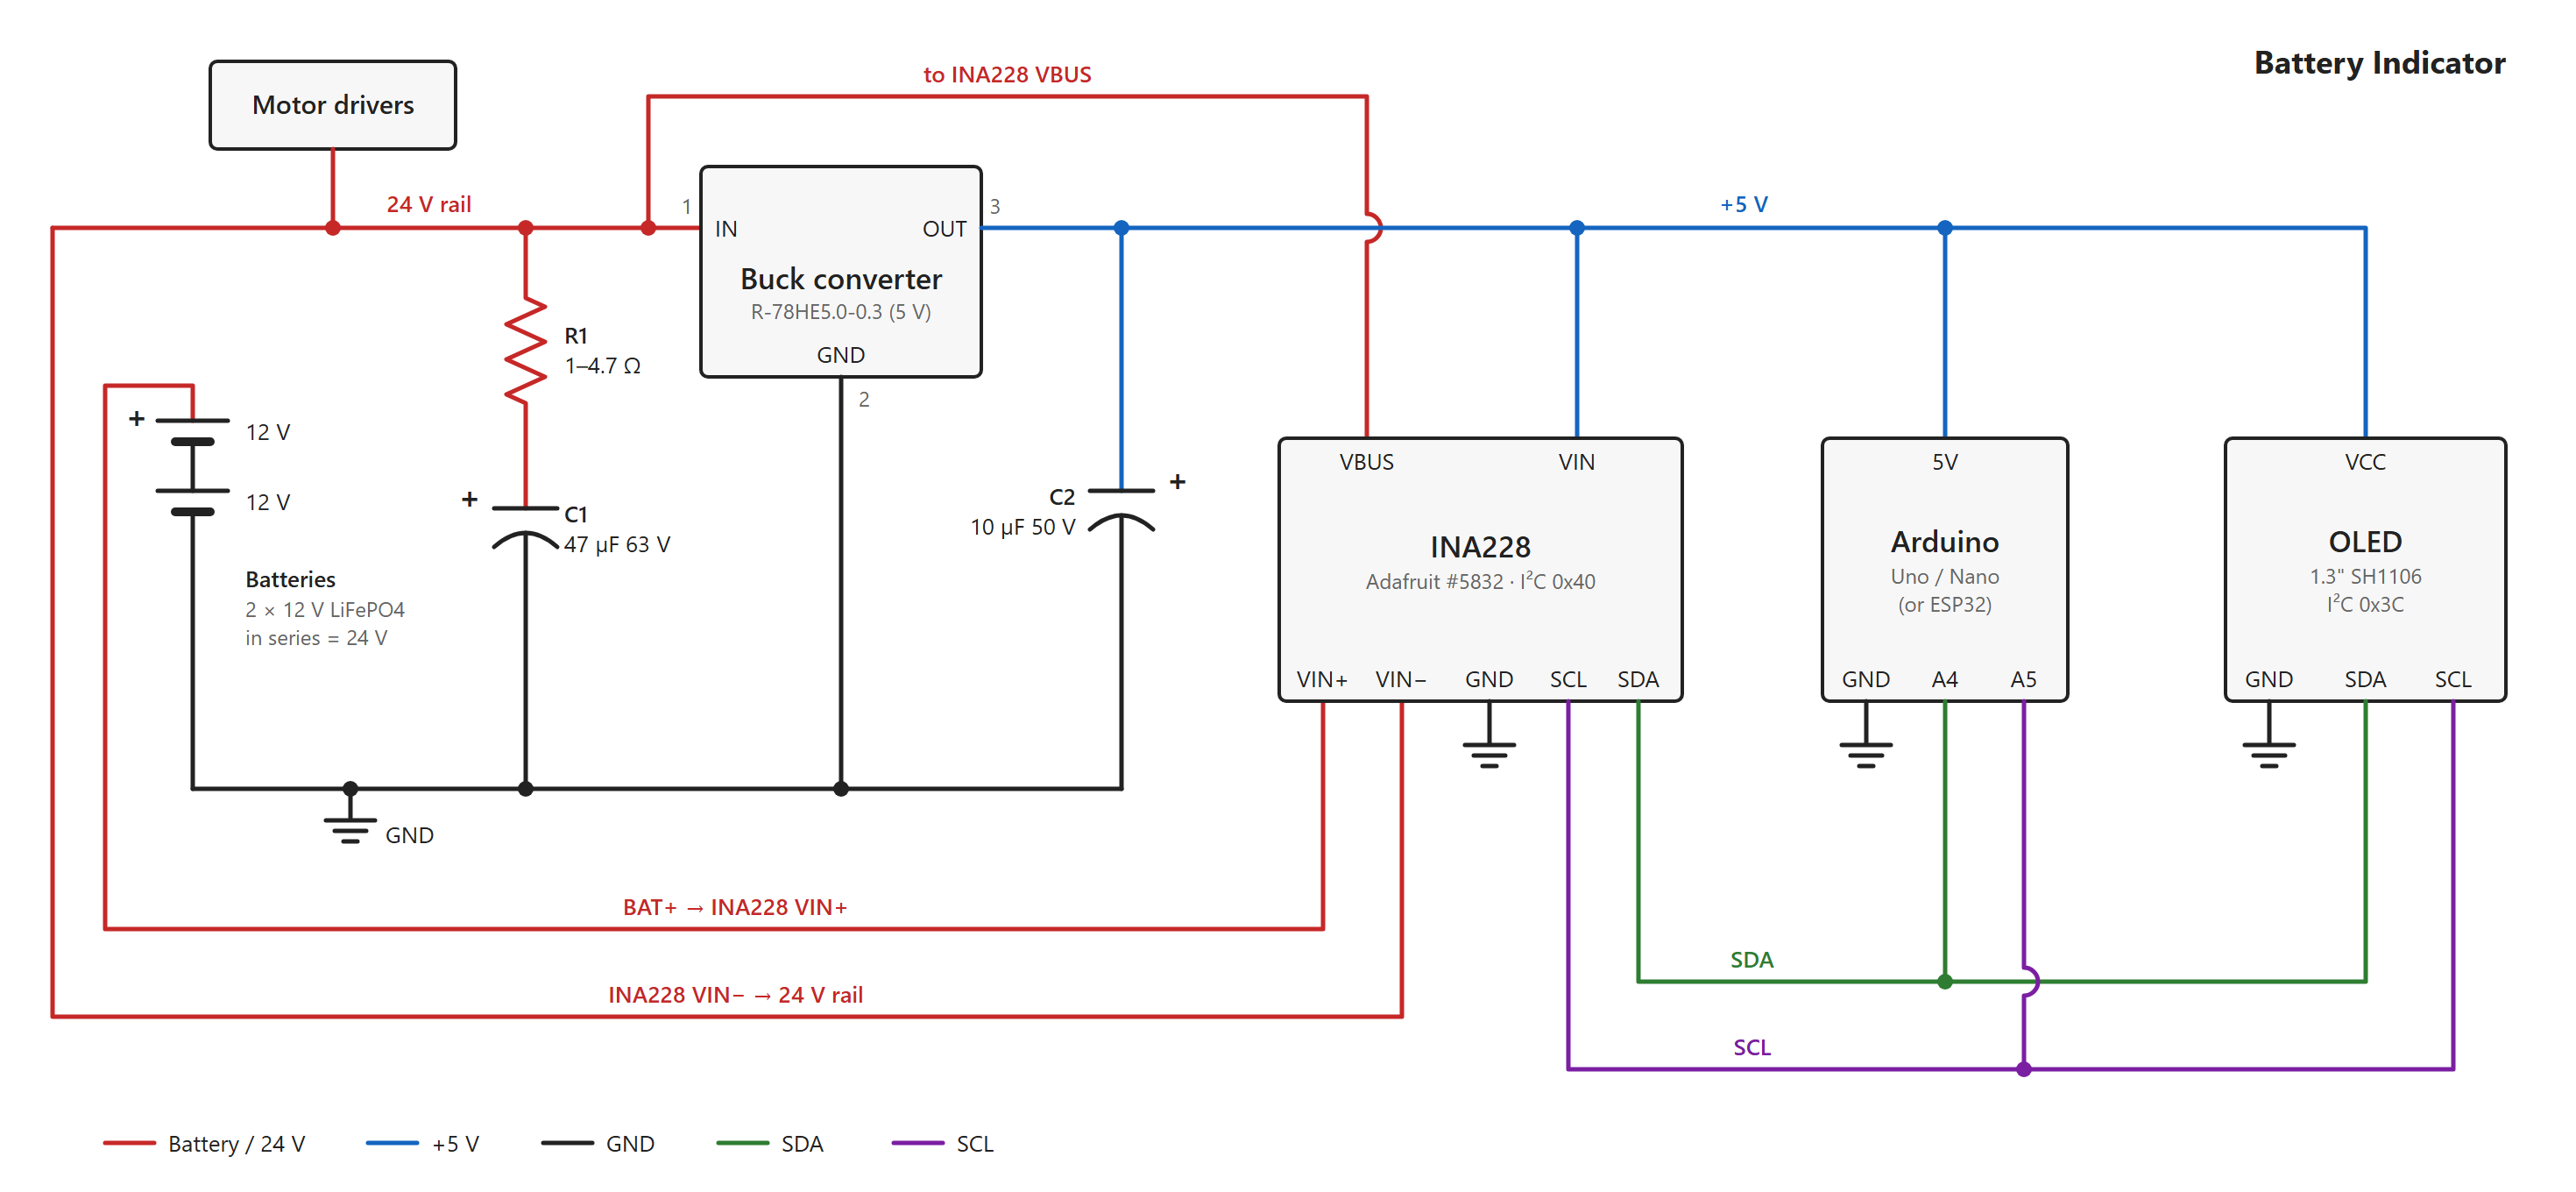 Battery Indicator
to INA228 VBUS
Motor drivers
24 V rail
1
IN
OUT
3
+5 V
Buck converter
R-78HE5.0-0.3 (5 V)
GND
2
R1
1–4.7 Ω
+
12 V
12 V
Batteries
2 × 12 V LiFePO4
in series = 24 V
+
C1
47 µF 63 V
C2
10 µF 50 V
+
VBUS
VIN
INA228
Adafruit #5832 · I²C 0x40
VIN+
VIN−
GND
SCL
SDA
5V
Arduino
Uno / Nano
(or ESP32)
GND
A4
A5
VCC
OLED
1.3" SH1106
I²C 0x3C
GND
SDA
SCL
GND
BAT+ → INA228 VIN+
INA228 VIN− → 24 V rail
SDA
SCL
Battery / 24 V
+5 V
GND
SDA
SCL